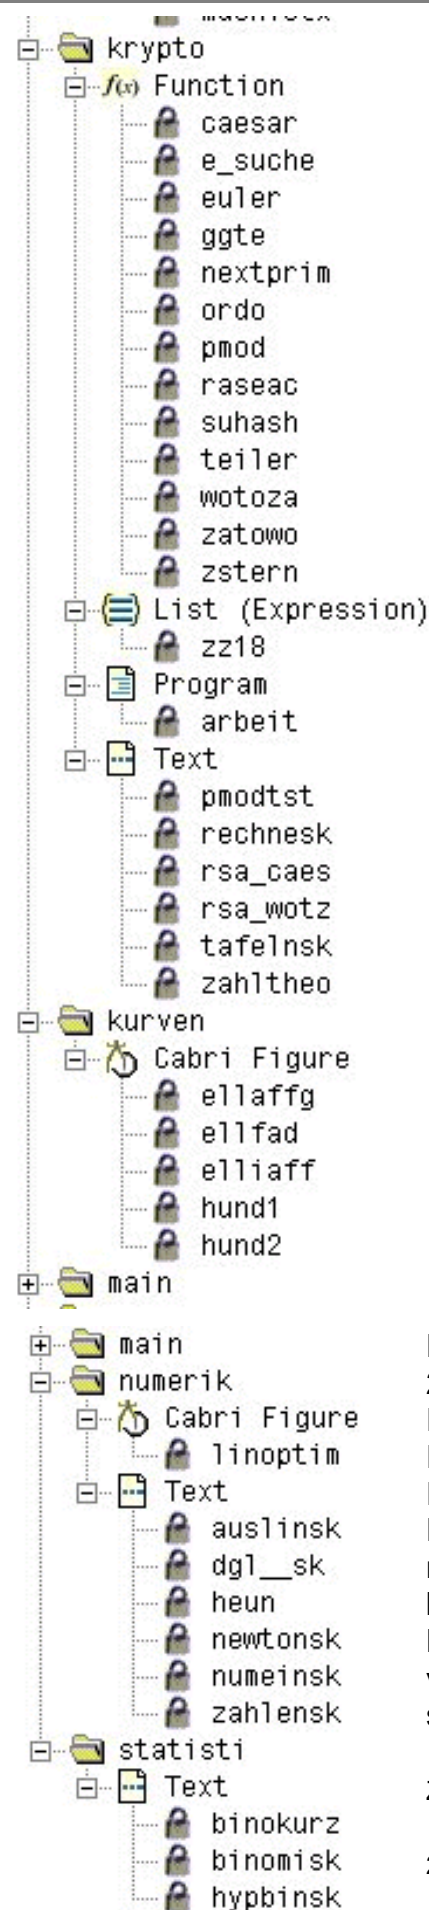 krypto
f(x) Function
caesar
e_suche
euler
ggte
nextprim
ordo
pmod
raseac
suhash
teiler
wotoza
zatowo
zstern
List (Expression)
zz18
Program
arbeit
Text
pmodtst
rechnesk
rsa_caes
rsa_wotz
tafelnsk
zahltheo
kurven
Cabri Figure
ellaffg
ellfad
elliaff
hund1
hund2
main
main
numerik
Cabri Figure
linoptim
Text
auslinsk
dgl__sk
heun
newtonsk
numeinsk
zahlensk
statisti
Text
binokurz
binomisk
hypbinsk